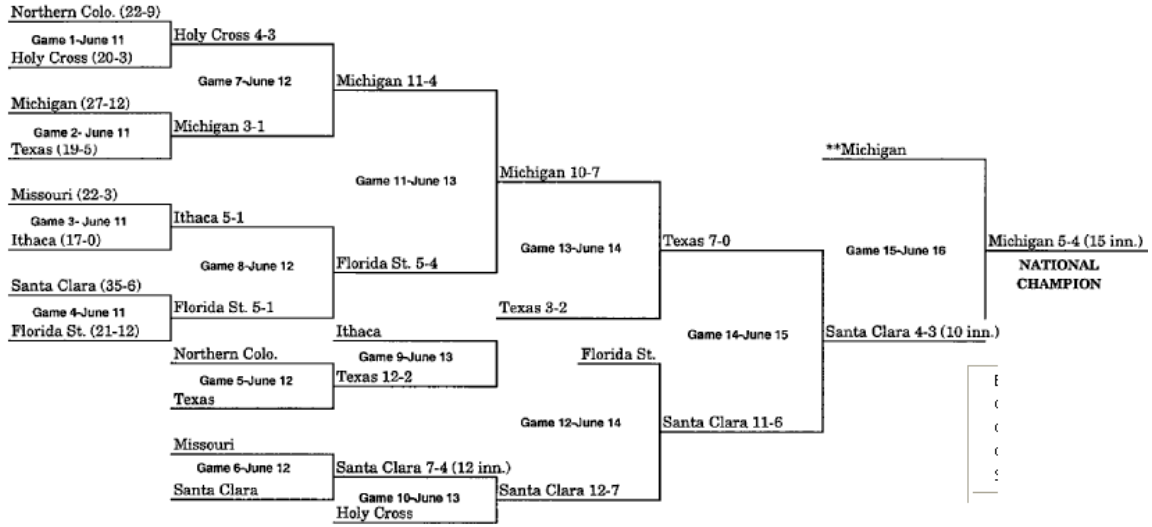 Northern Colo. (22-9)
Game 1-June 11
Holy Cross (20-3)
Holy Cross 4-3
Game 7-June 12
Michigan (27-12)
Game 2- June 11
Texas (19-5)
Michigan 3-1
Michigan 11-4
Game 11-June 13
Missouri (22-3)
Game 3- June 11
Ithaca (17-0)
Ithaca 5-1
Game 8-June 12
Santa Clara (35-6)
Game 4-June 11
Florida St. (21-12)
Florida St. 5-1
Florida St. 5-4
Michigan 10-7
Game 13-June 14
Texas 3-2
Ithaca
Game 9-June 13
Texas 12-2
Northern Colo.
Game 5-June 12
Texas
Missouri
Game 6-June 12
Santa Clara
Santa Clara 7-4 (12 inn.)
Game 10-June 13
Holy Cross
Santa Clara 12-7
Florida St.
Game 12-June 14
Texas 7-0
Game 14-June 15
Santa Clara 11-6
**Michigan
Game 15-June 16
Santa Clara 4-3 (10 inn.)
Michigan 5-4 (15 inn.)
NATIONAL
CHAMPION